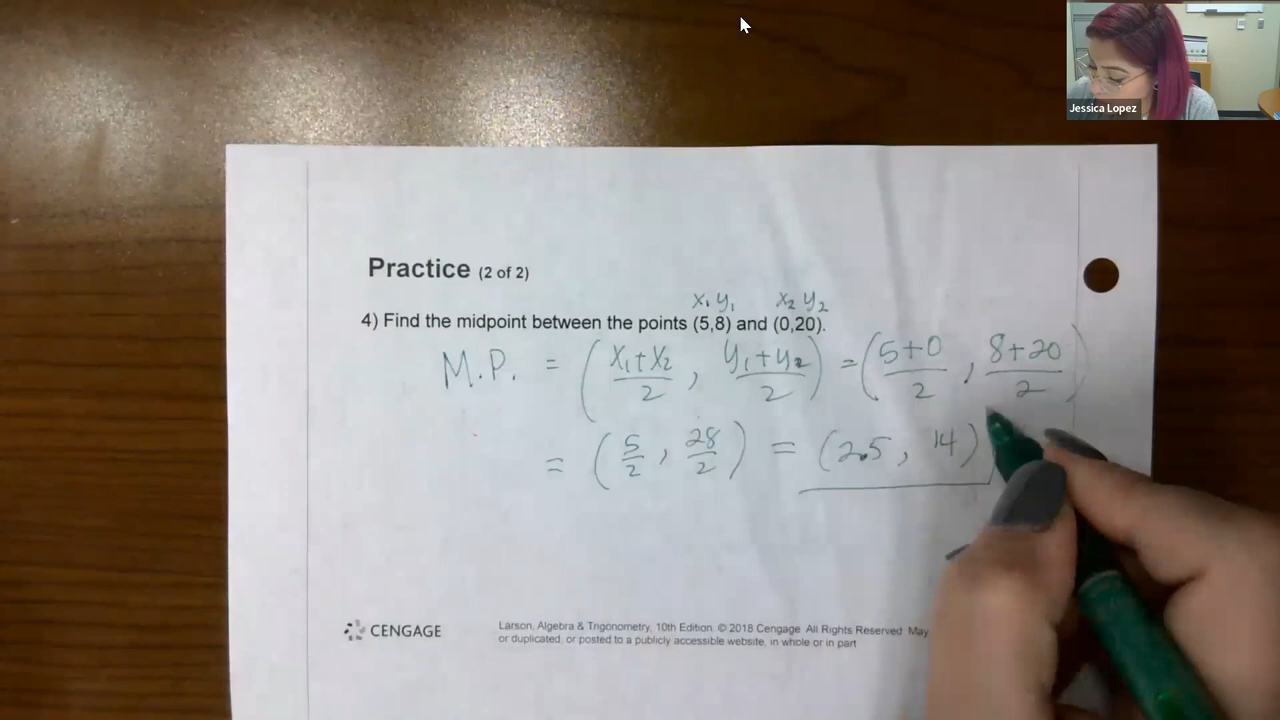 Jessica Lopez
Practice (2 of 2)
x₁ y₁ x₂ y₂
4) Find the midpoint between the points (5,8) and (0,20).
M.P. = ( x₁+x₂ / 2 , y₁+y₂ / 2 ) = ( 5+0 / 2 , 8+20 / 2 )
= ( 5/2 , 28/2 ) = (2.5, 14)
CENGAGE
Larson, Algebra & Trigonometry, 10th Edition. © 2018 Cengage. All Rights Reserved. May
or duplicated, or posted to a publicly accessible website, in whole or in part